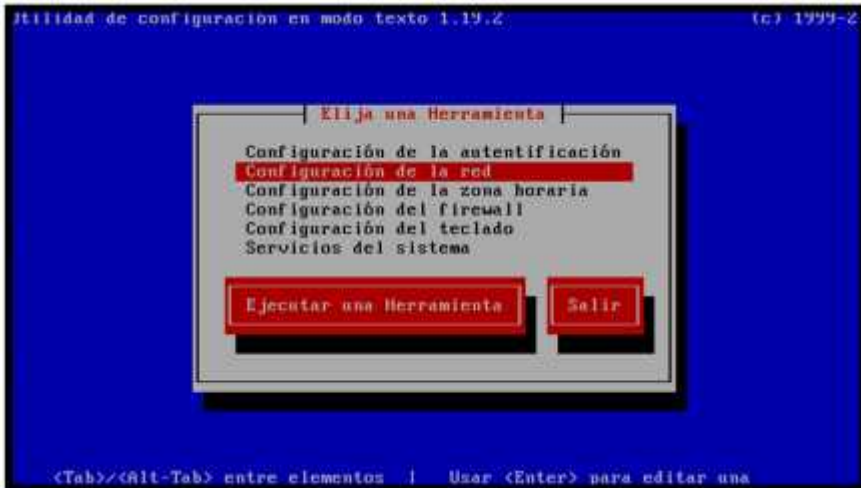 Utilidad de configuración en modo texto 1.19.2 (c) 1999-2
Elija una Herramienta
Configuración de la autentificación
Configuración de la red
Configuración de la zona horaria
Configuración del firewall
Configuración del teclado
Servicios del sistema
Ejecutar una Herramienta Salir
<Tab>/<Alt-Tab> entre elementos | Usar <Enter> para editar una